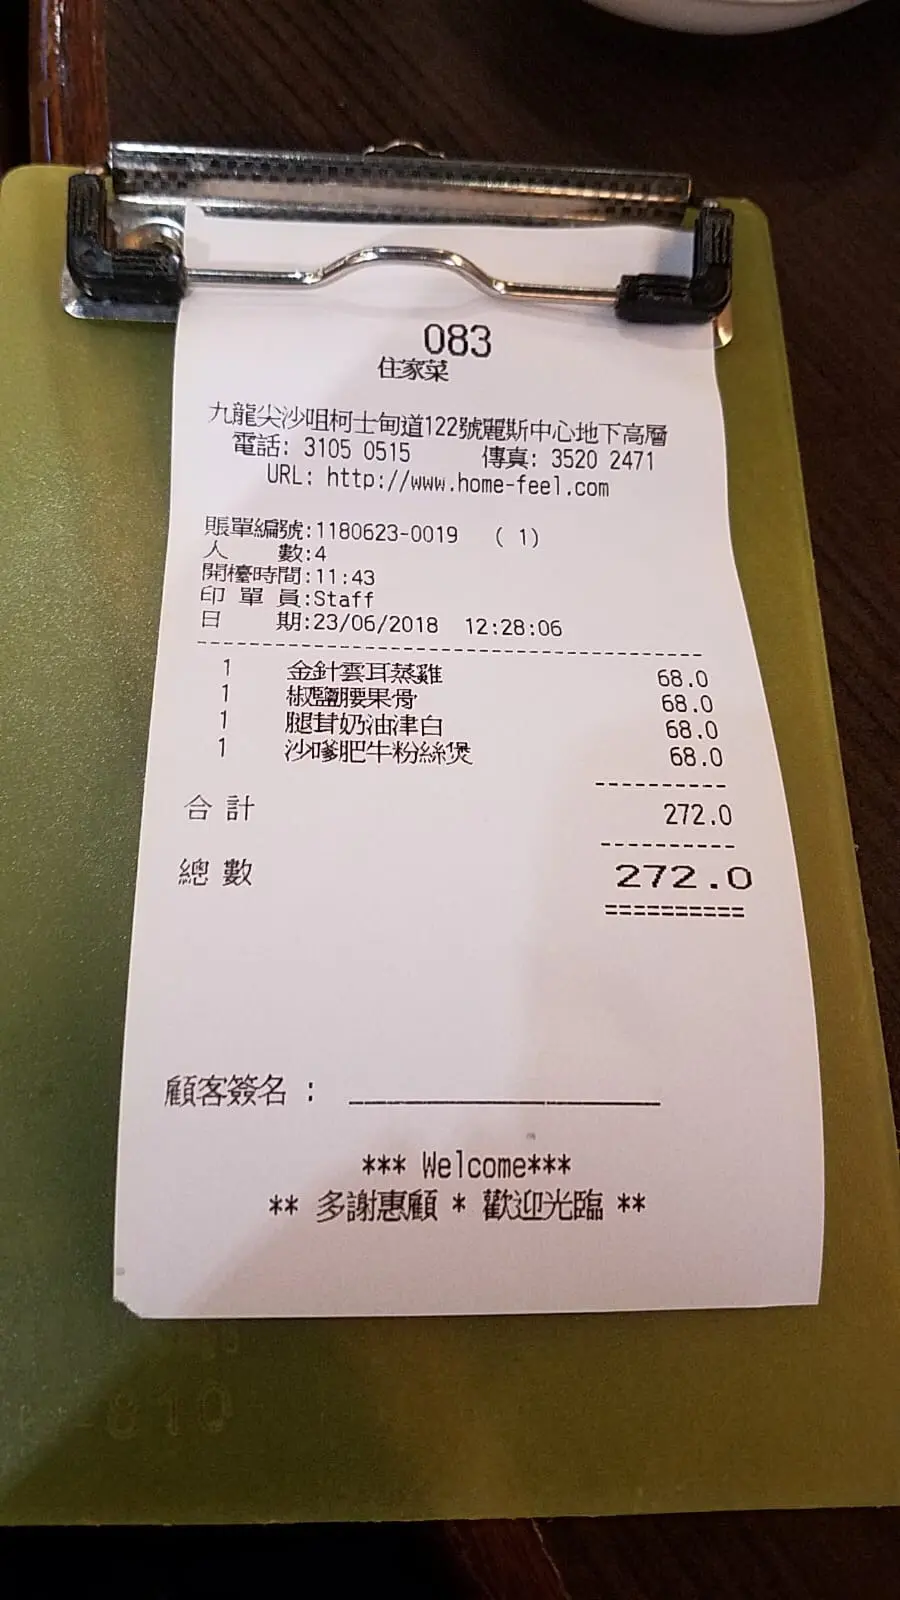 083
住家菜
九龍尖沙咀柯士甸道122號麗斯中心地下高層
電話: 3105 0515 傳真: 3520 2471
URL: http://www.home-feel.com
賬單編號:1180623-0019 ( 1)
人 數:4
開檯時間:11:43
印 單 員:Staff
日 期:23/06/2018 12:28:06
1 金針雲耳蒸雞 68.0
1 椒鹽腰果骨 68.0
1 腿茸奶油津白 68.0
1 沙嗲肥牛粉絲煲 68.0
合 計 272.0
總 數 272.0
顧客簽名 :
*** Welcome***
** 多謝惠顧 * 歡迎光臨 **
810